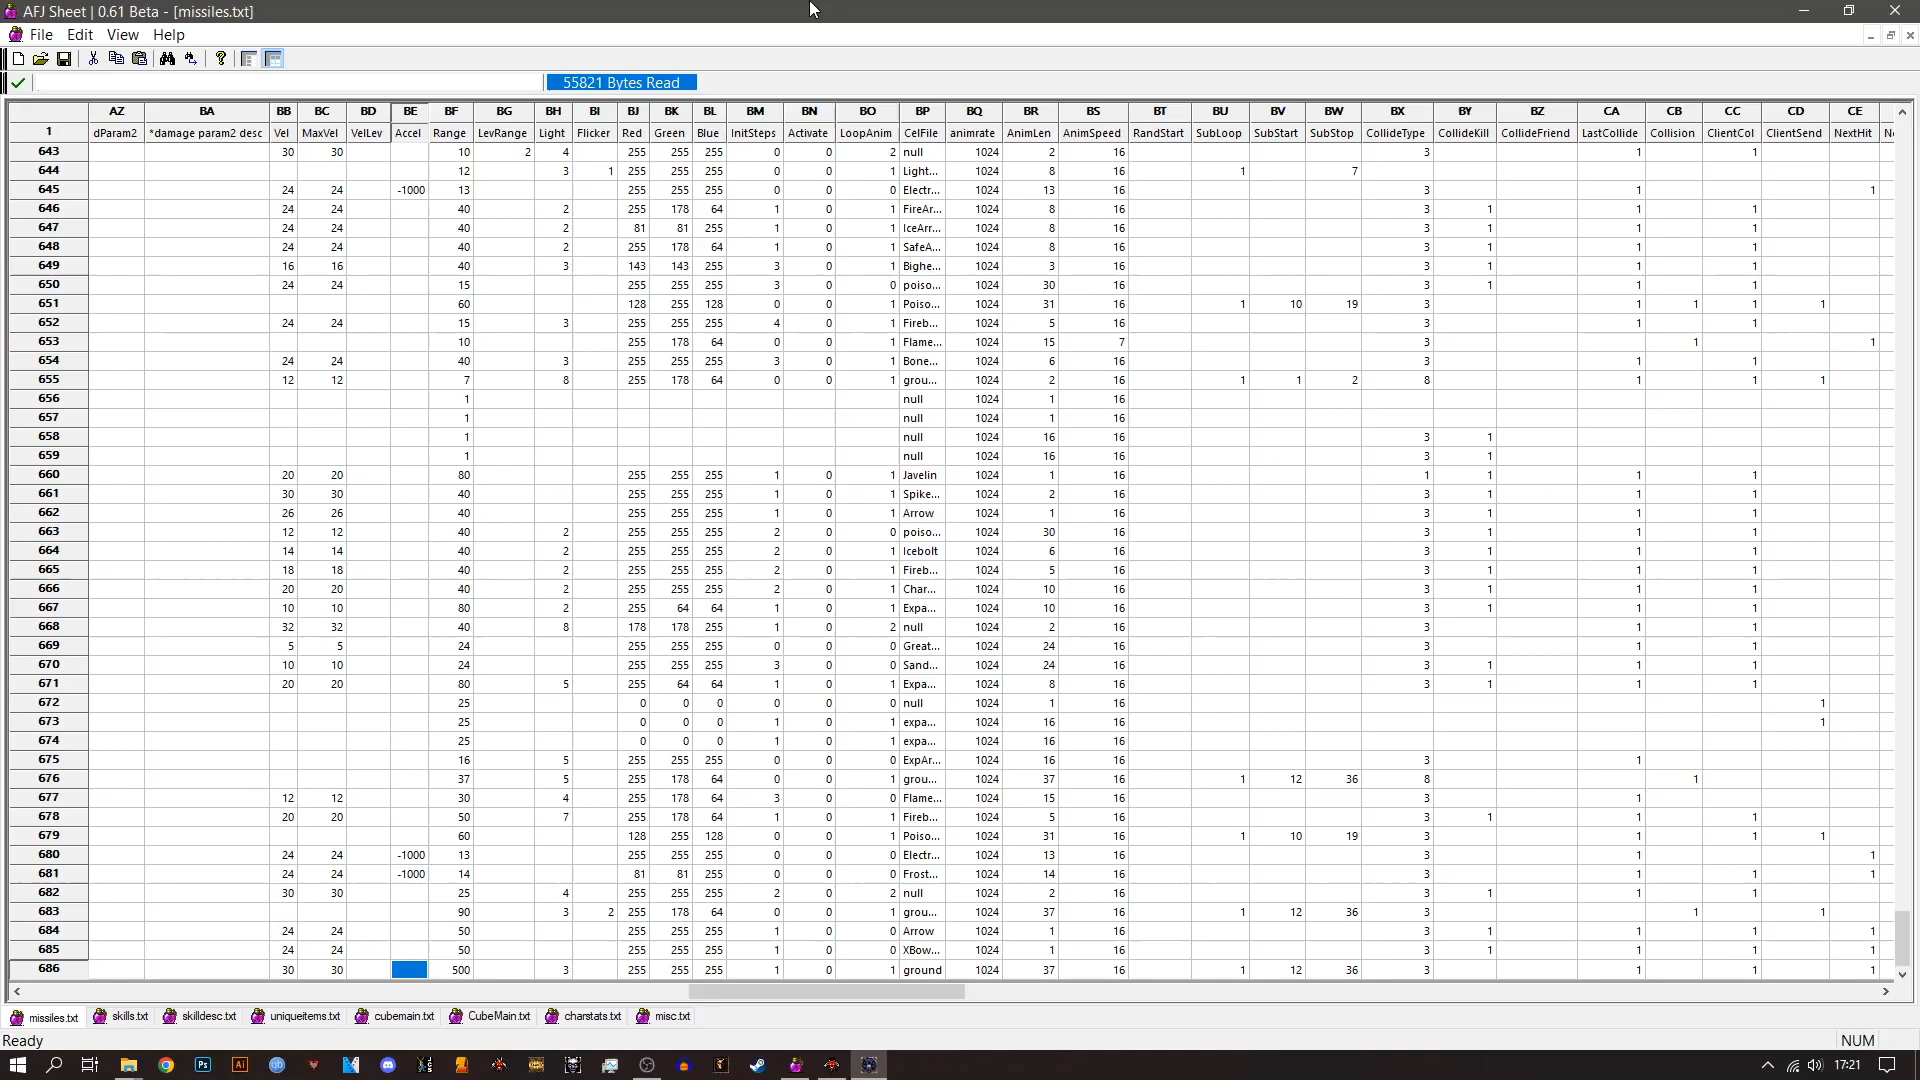 AFJ Sheet | 0.61 Beta - [missiles.txt]
File Edit View Help
55821 Bytes Read
AZ BA BB BC BD BE BF BG BH BI BJ BK BL BM BN BO BP BQ BR BS BT BU BV BW BX BY BZ CA CB CC CD CE
1 dParam2 *damage param2 desc Vel MaxVel VelLev Accel Range LevRange Light Flicker Red Green Blue InitSteps Activate LoopAnim CelFile animrate AnimLen AnimSpeed RandStart SubLoop SubStart SubStop CollideType CollideKill CollideFriend LastCollide Collision ClientCol ClientSend NextHit N
643 30 30 10 2 4 255 255 255 0 0 2 null 1024 2 16 3 1 1
644 12 3 1 255 255 255 0 0 1 Light... 1024 8 16 1 7
645 24 24 -1000 13 255 255 255 0 0 0 Electr... 1024 13 16 3 1 1
646 24 24 40 2 255 178 64 1 0 1 FireAr... 1024 8 16 3 1 1 1
647 24 24 40 2 81 81 255 1 0 1 IceArr... 1024 8 16 3 1 1 1
648 24 24 40 2 255 178 64 1 0 1 SafeA... 1024 8 16 3 1 1 1
649 16 16 40 3 143 143 255 3 0 1 Bighe... 1024 3 16 3 1 1 1
650 24 24 15 255 255 255 3 0 0 poiso... 1024 30 16 3 1 1 1
651 60 128 255 128 0 0 1 Poiso... 1024 31 16 1 10 19 3 1 1 1 1
652 24 24 15 3 255 255 255 4 0 1 Fireb... 1024 5 16 3 1 1
653 10 255 178 64 0 0 1 Flame... 1024 15 7 3 1 1
654 24 24 40 3 255 255 255 3 0 1 Bone... 1024 6 16 3 1 1
655 12 12 7 8 255 178 64 0 0 1 grou... 1024 2 16 1 1 2 8 1 1 1
656 1 null 1024 1 16
657 1 null 1024 1 16
658 1 null 1024 16 16 3 1
659 1 null 1024 16 16 3 1
660 20 20 80 255 255 255 1 0 1 Javelin 1024 1 16 1 1 1 1
661 30 30 40 255 255 255 1 0 1 Spike... 1024 2 16 3 1 1 1
662 26 26 40 255 255 255 1 0 1 Arrow 1024 1 16 3 1 1 1
663 12 12 40 2 255 255 255 2 0 0 poiso... 1024 30 16 3 1 1 1
664 14 14 40 2 255 255 255 2 0 1 Icebolt 1024 6 16 3 1 1 1
665 18 18 40 2 255 255 255 2 0 1 Fireb... 1024 5 16 3 1 1 1
666 20 20 40 2 255 255 255 2 0 1 Char... 1024 10 16 3 1 1 1
667 10 10 80 2 255 64 64 1 0 1 Expa... 1024 10 16 3 1 1 1
668 32 32 40 8 178 178 255 1 0 2 null 1024 2 16 3 1 1
669 5 5 24 255 255 255 0 0 0 Great... 1024 24 16 3 1 1
670 10 10 24 255 255 255 3 0 0 Sand... 1024 24 16 3 1 1 1
671 20 20 80 5 255 64 64 1 0 1 Expa... 1024 8 16 3 1 1 1
672 25 0 0 0 0 0 0 null 1024 1 16 1
673 25 0 0 0 1 0 1 expa... 1024 16 16 1
674 25 0 0 0 1 0 1 expa... 1024 16 16
675 16 5 255 255 255 0 0 0 ExpAr... 1024 16 16 3 1
676 37 5 255 178 64 0 0 0 grou... 1024 37 16 1 12 36 8 1
677 12 12 30 4 255 178 64 3 0 0 Flame... 1024 15 16 3 1
678 20 20 50 7 255 178 64 1 0 1 Fireb... 1024 5 16 3 1 1 1
679 60 128 255 128 0 0 1 Poiso... 1024 31 16 1 10 19 3 1 1 1
680 24 24 -1000 13 255 255 255 0 0 0 Electr... 1024 13 16 3 1 1
681 24 24 -1000 14 81 81 255 0 0 0 Frost... 1024 14 16 3 1 1 1
682 30 30 25 4 255 255 255 2 0 2 null 1024 2 16 3 1 1 1
683 90 3 2 255 178 64 0 0 1 grou... 1024 37 16 1 12 36 3 1 1
684 24 24 50 255 255 255 1 0 0 Arrow 1024 1 16 3 1 1 1 1
685 24 24 50 255 255 255 1 0 0 XBow... 1024 1 16 3 1 1 1 1
686 30 30 500 3 255 255 255 1 0 1 ground 1024 37 16 1 12 36 3 1 1 1
missiles.txt skills.txt skilldesc.txt uniqueitems.txt cubemain.txt CubeMain.txt charstats.txt misc.txt
Ready NUM
Ps Ai qb 17:21